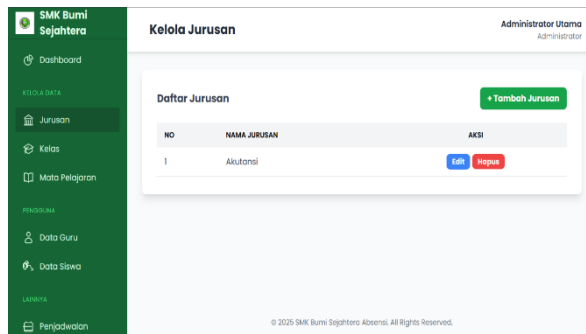 SMK Bumi
Sejahtera
Dashboard
KELOLA DATA
Jurusan
Kelas
Mata Pelajaran
PENGGUNA
Data Guru
Data Siswa
LAINNYA
Penjadwalan
Kelola Jurusan
Administrator Utama
Administrator
Daftar Jurusan
+ Tambah Jurusan
NO NAMA JURUSAN AKSI
1 Akutansi Edit Hapus
© 2025 SMK Bumi Sejahtera Absensi. All Rights Reserved.